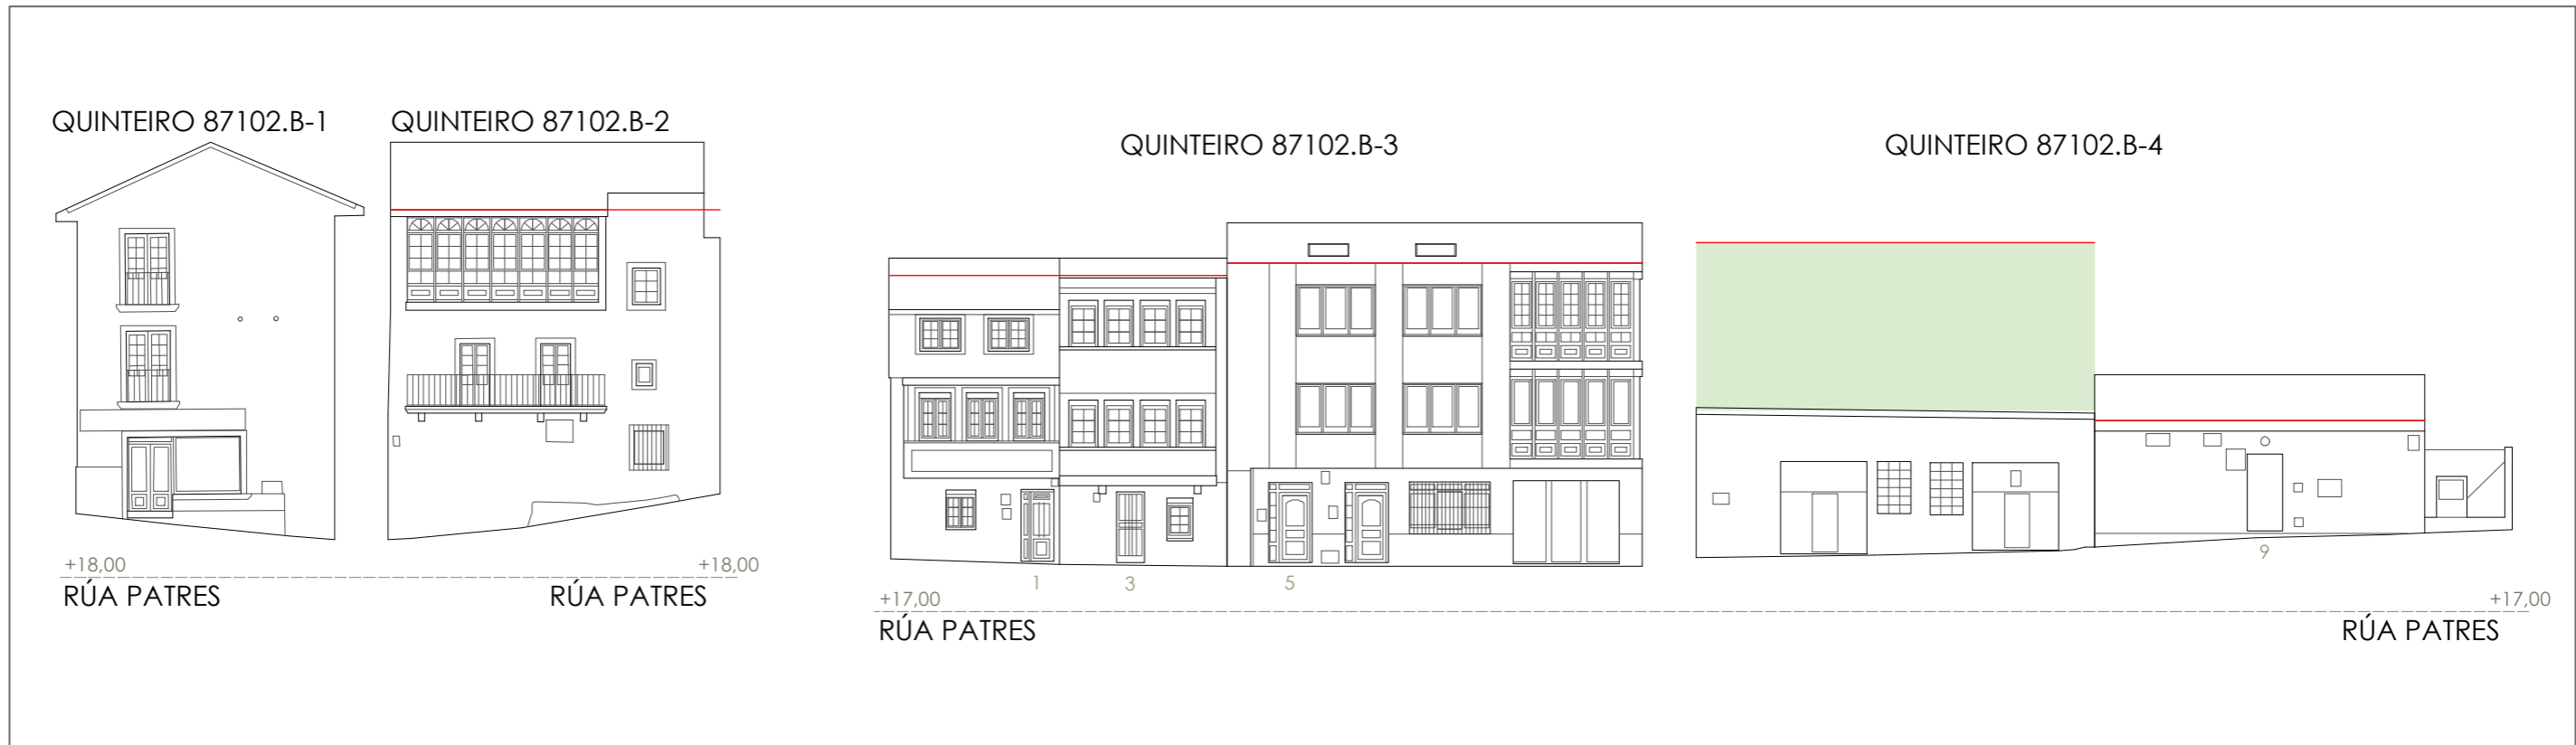 QUINTEIRO 87102.B-1
QUINTEIRO 87102.B-2
QUINTEIRO 87102.B-3
QUINTEIRO 87102.B-4
+18,00
+18,00
RÚA PATRES
RÚA PATRES
1
3
5
9
+17,00
+17,00
RÚA PATRES
RÚA PATRES